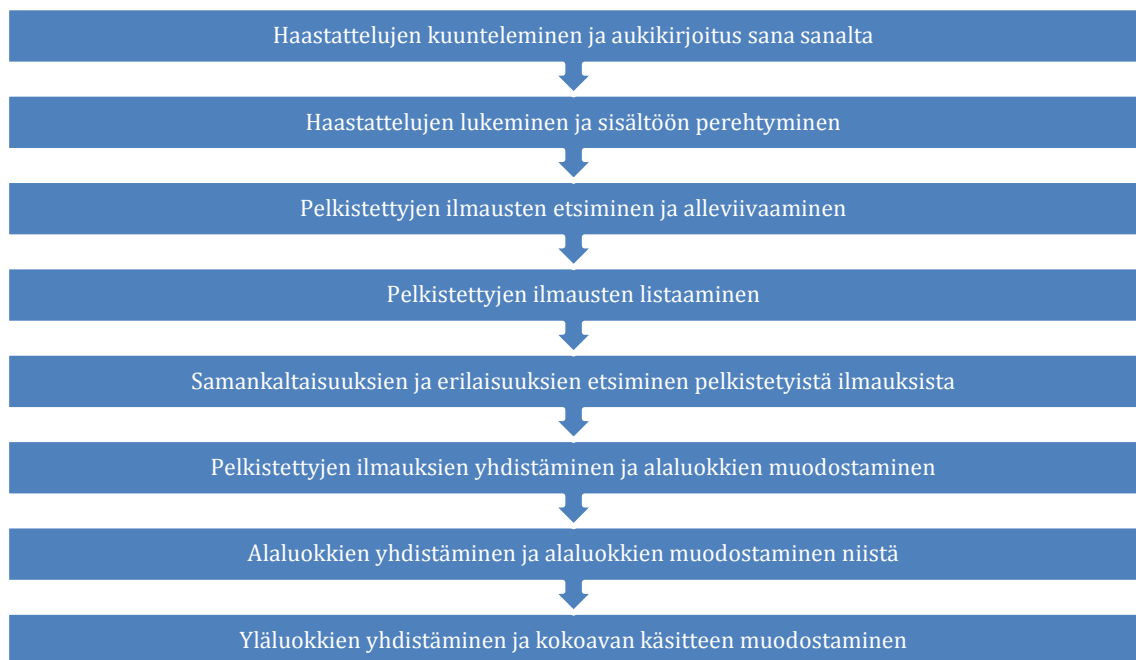 Haastattelujen kuunteleminen ja aukikirjoitus sana sanalta
Haastattelujen lukeminen ja sisältöön perehtyminen
Pelkistettyjen ilmausten etsiminen ja alleviivaaminen
Pelkistettyjen ilmausten listaaminen
Samankaltaisuuksien ja erilaisuuksien etsiminen pelkistetyistä ilmauksista
Pelkistettyjen ilmauksien yhdistäminen ja alaluokkien muodostaminen
Alaluokkien yhdistäminen ja alaluokkien muodostaminen niistä
Yläluokkien yhdistäminen ja kokoavan käsitteen muodostaminen